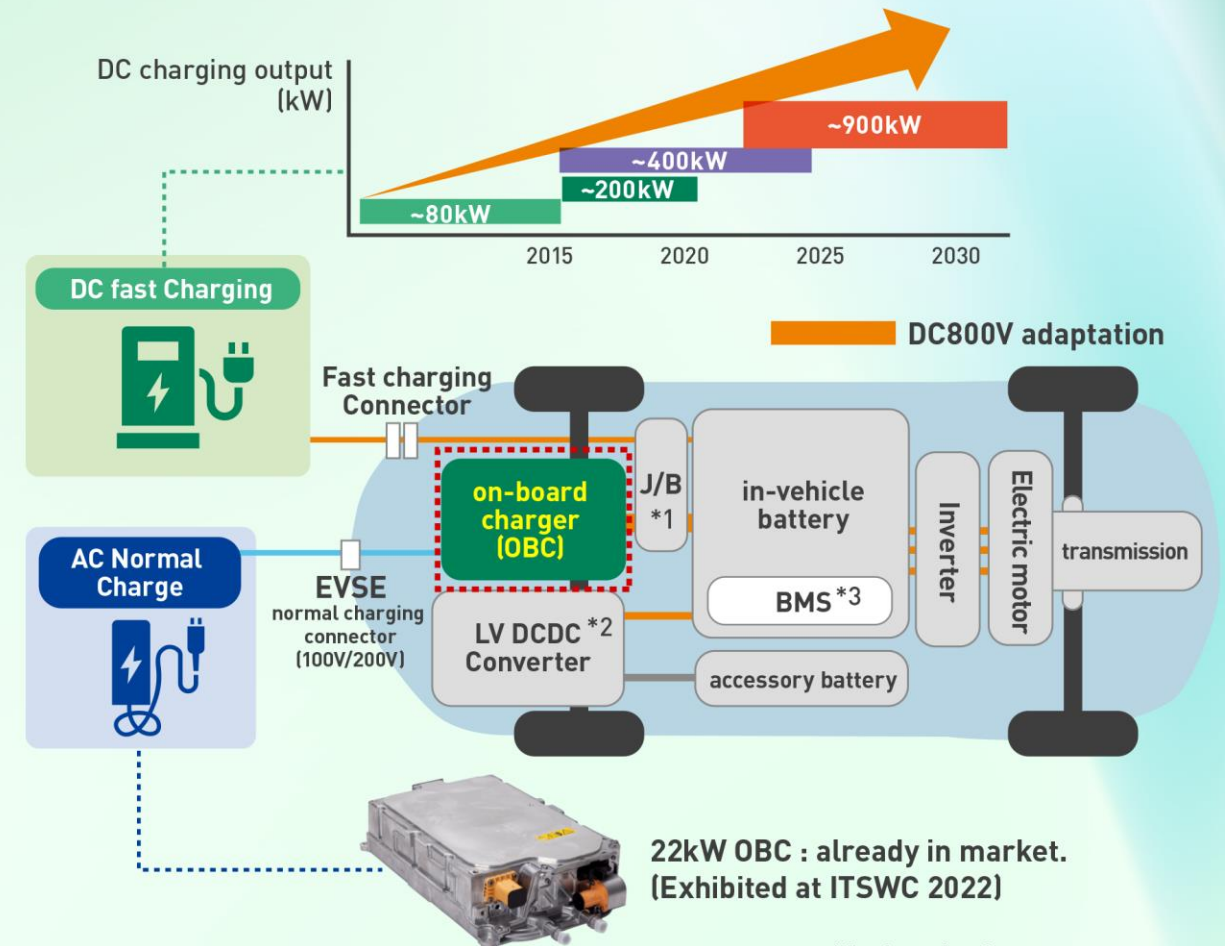 DC charging output
(kW)
~900kW
~400kW
~200kW
~80kW
2015
2020
2025
2030
DC fast Charging
DC800V adaptation
Fast charging
Connector
on-board
charger
(OBC)
J/B
*1
in-vehicle
battery
BMS*3
Inverter
Electric motor
transmission
AC Normal
Charge
EVSE
normal charging
connector
(100V/200V)
LV DCDC *2
Converter
accessory battery
22kW OBC : already in market.
(Exhibited at ITSWC 2022)